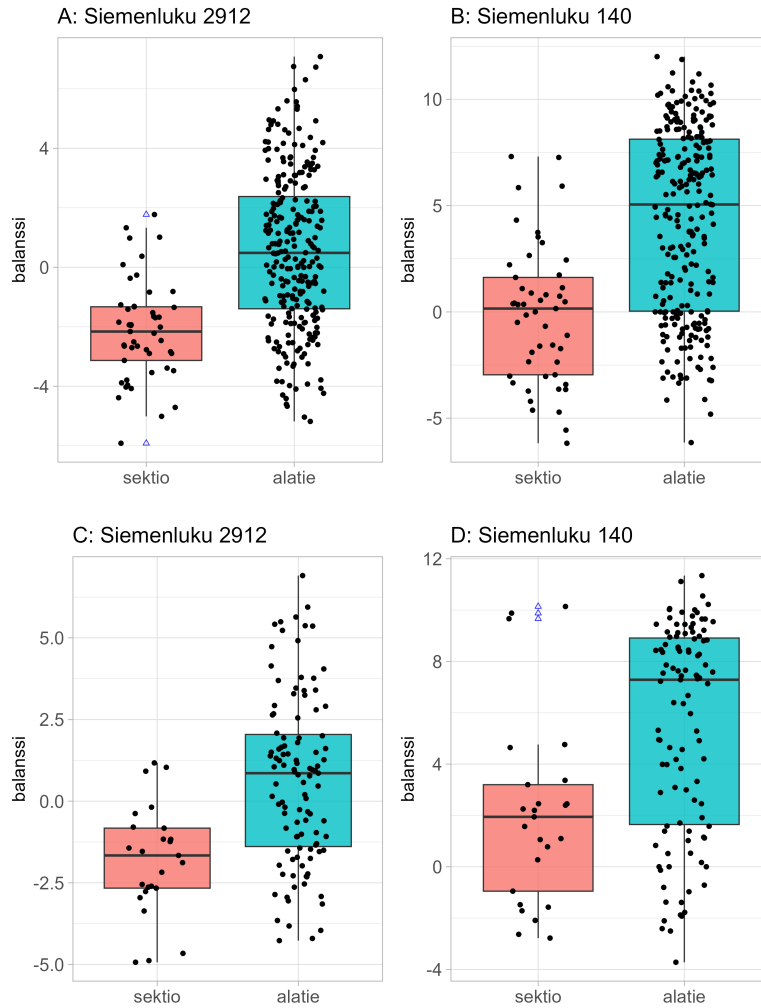 A: Siemenluku 2912
balanssi
4
0
-4
sektio
alatie
B: Siemenluku 140
balanssi
10
5
0
-5
sektio
alatie
C: Siemenluku 2912
balanssi
5.0
2.5
0.0
-2.5
-5.0
sektio
alatie
D: Siemenluku 140
balanssi
12
8
4
0
-4
sektio
alatie